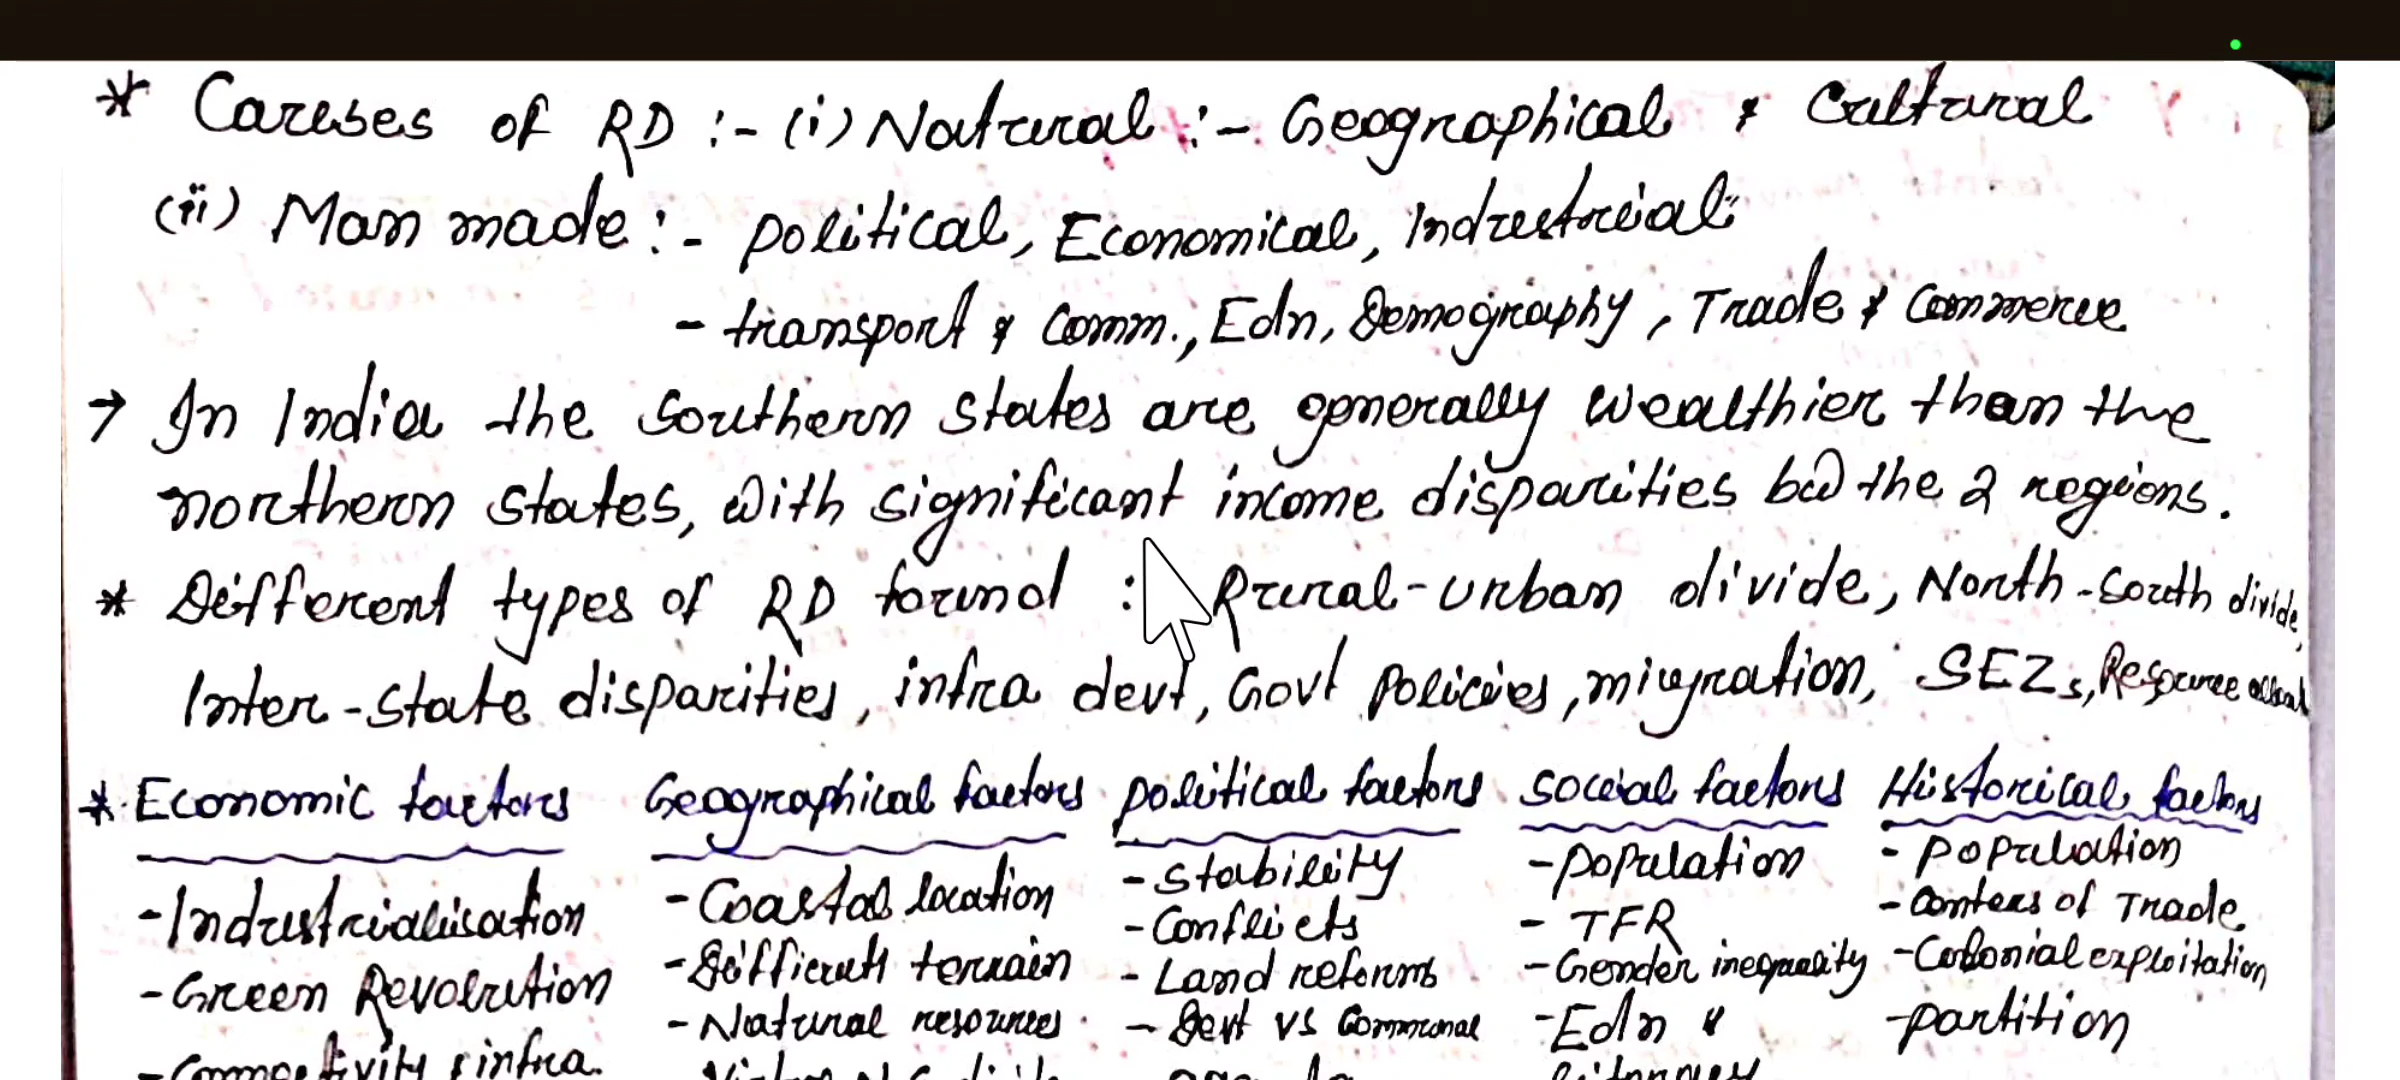 * Causes of RD :- (i) Natural :- Geographical & Cultural
(ii) Man made :- Political, Economical, Industrial
- transport & Comm., Edn, Demography, Trade & Commerce
→ In India the Southern states are generally wealthier than the
northern states, with significant income disparities b/w the 2 regions.
* Different types of RD found : Rural-urban divide, North-South divide,
Inter-state disparities, infra devt, Govt Policies, migration, SEZs, Resource
* Economic factors Geographical factors Political factors Social factors Historical factors
- Industrialisation - Coastal location - Stability - Population - Population
- Green Revolution - Difficult terrain - Conflicts - TFR - Centers of Trade
- Connectivity & infra. - Natural resources - Land reforms - Gender inequality - Colonial exploitation
- Devt vs Communal - Edn & - Partition